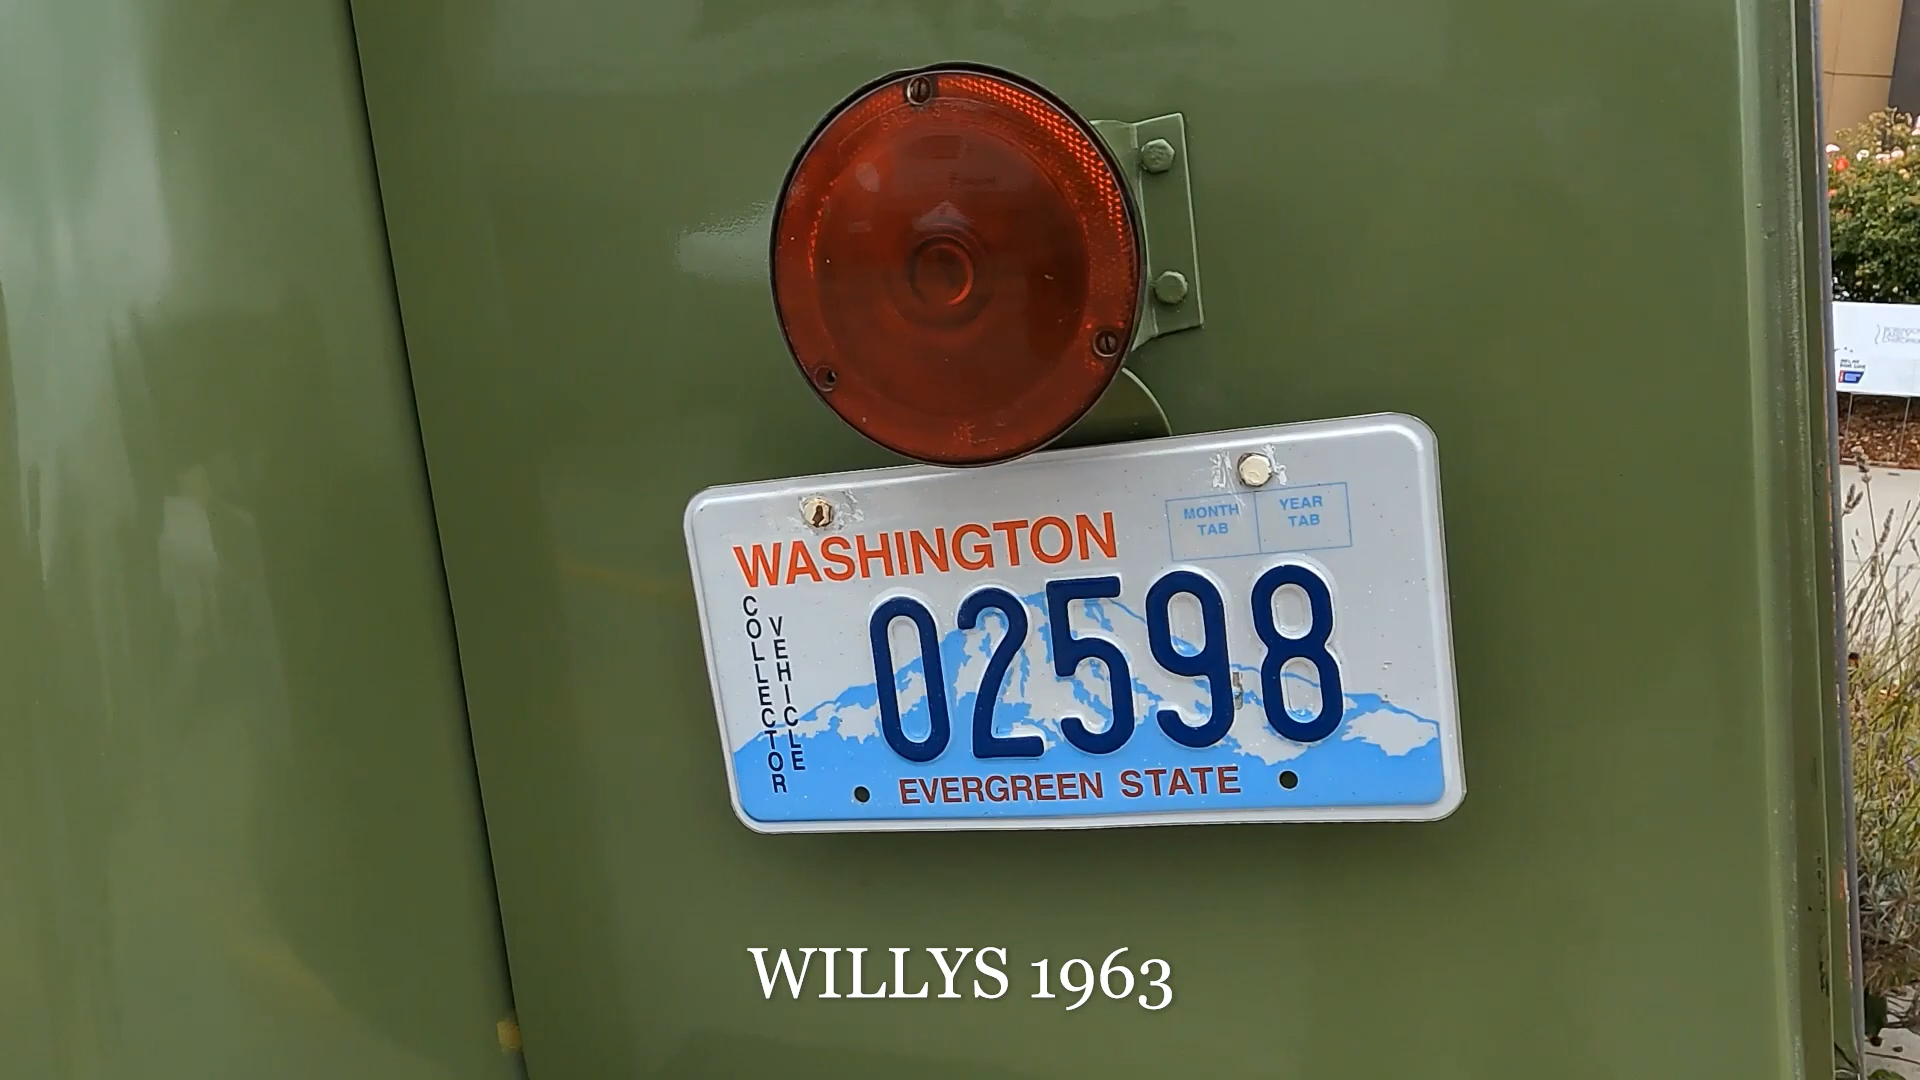 WASHINGTON
MONTH TAB
YEAR TAB
COLLECTOR
VEHICLE
02598
EVERGREEN STATE
WILLYS 1963